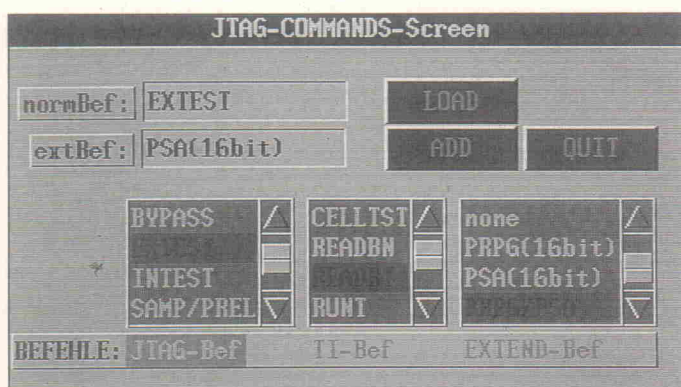 JTAG-COMMANDS-Screen
normBef: EXTEST LOAD
extBef: PSA(16bit) ADD QUIT
BYPASS CELLTST none
READBN PRPG(16bit)
INTEST PSA(16bit)
SAMP/PREL RUNT
BEFEHLE: JTAG-Bef TI-Bef EXTEND-Bef